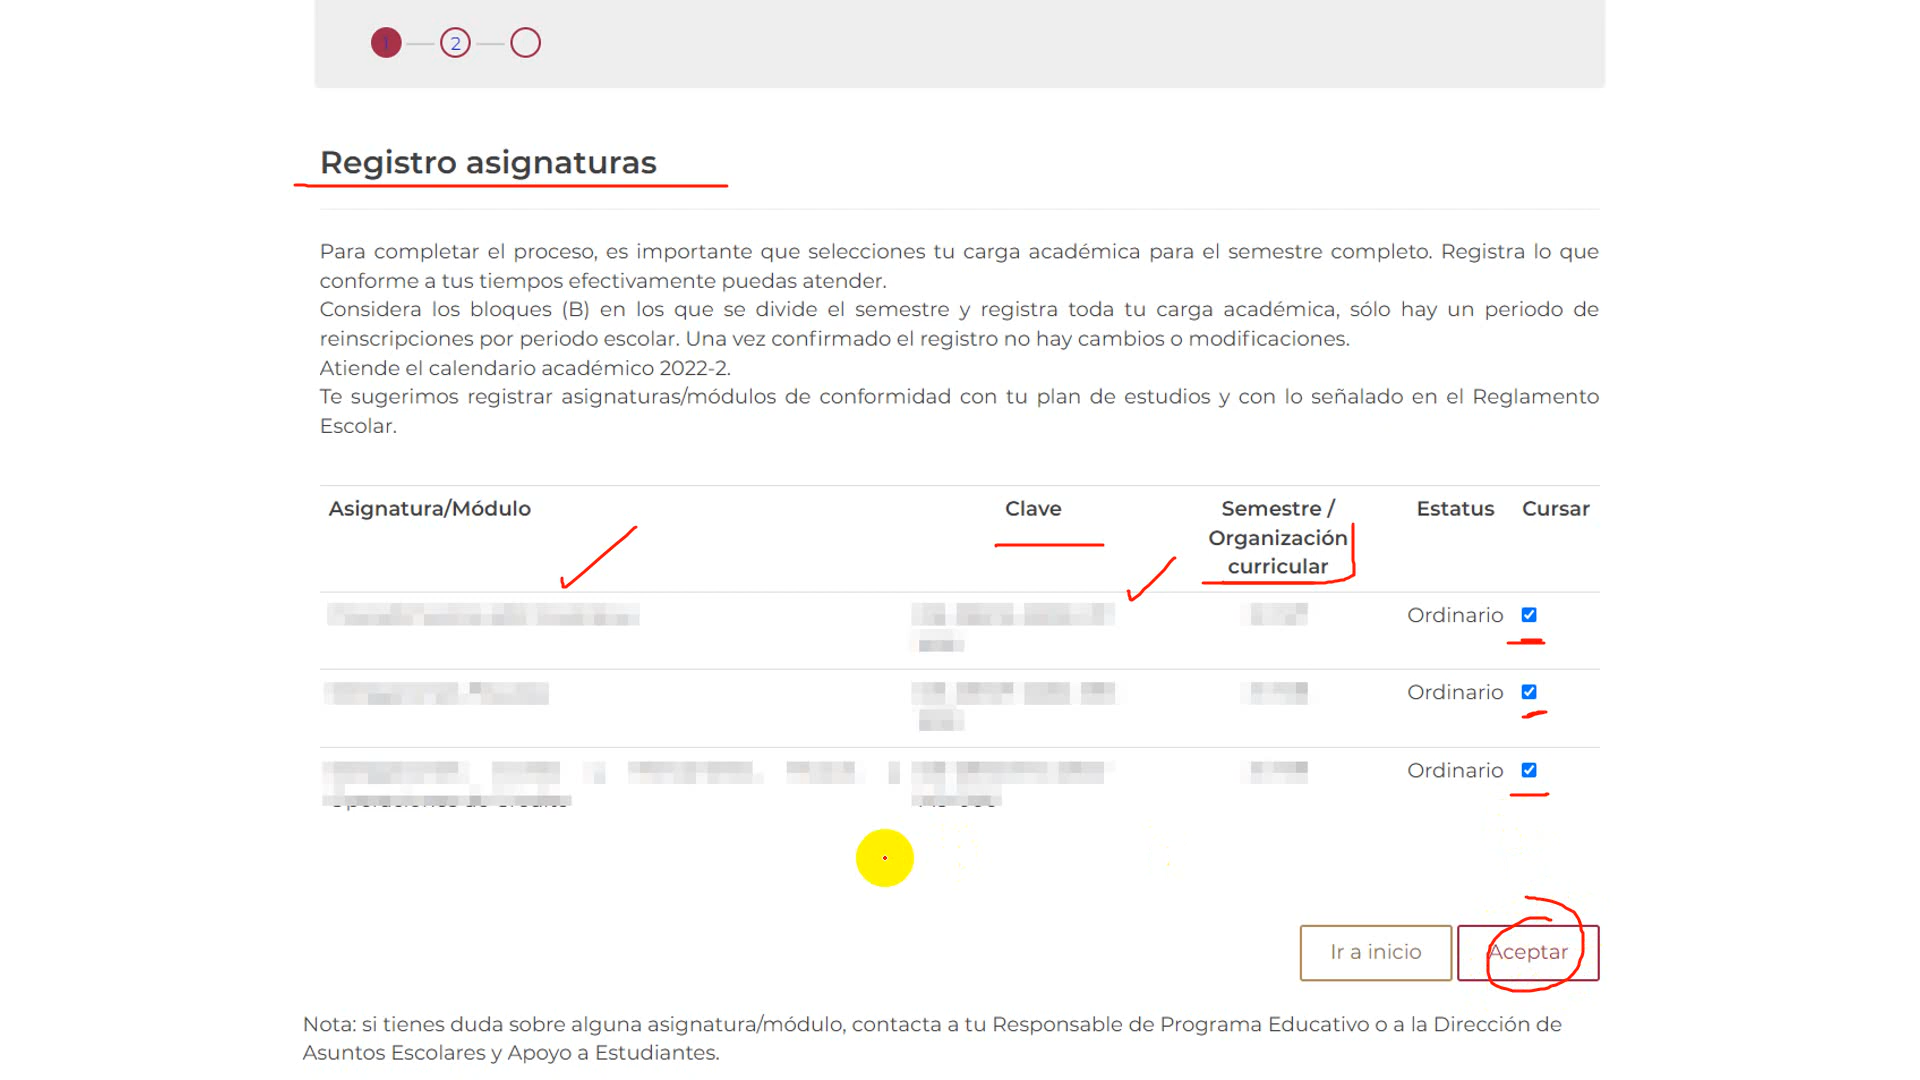 1
2
Registro asignaturas
Para completar el proceso, es importante que selecciones tu carga académica para el semestre completo. Registra lo que
conforme a tus tiempos efectivamente puedas atender.
Considera los bloques (B) en los que se divide el semestre y registra toda tu carga académica, sólo hay un periodo de
reinscripciones por periodo escolar. Una vez confirmado el registro no hay cambios o modificaciones.
Atiende el calendario académico 2022-2.
Te sugerimos registrar asignaturas/módulos de conformidad con tu plan de estudios y con lo señalado en el Reglamento
Escolar.
Asignatura/Módulo Clave Semestre / Estatus Cursar
Organización
curricular
Ordinario
Ordinario
Ordinario
Ir a inicio Aceptar
Nota: si tienes duda sobre alguna asignatura/módulo, contacta a tu Responsable de Programa Educativo o a la Dirección de
Asuntos Escolares y Apoyo a Estudiantes.